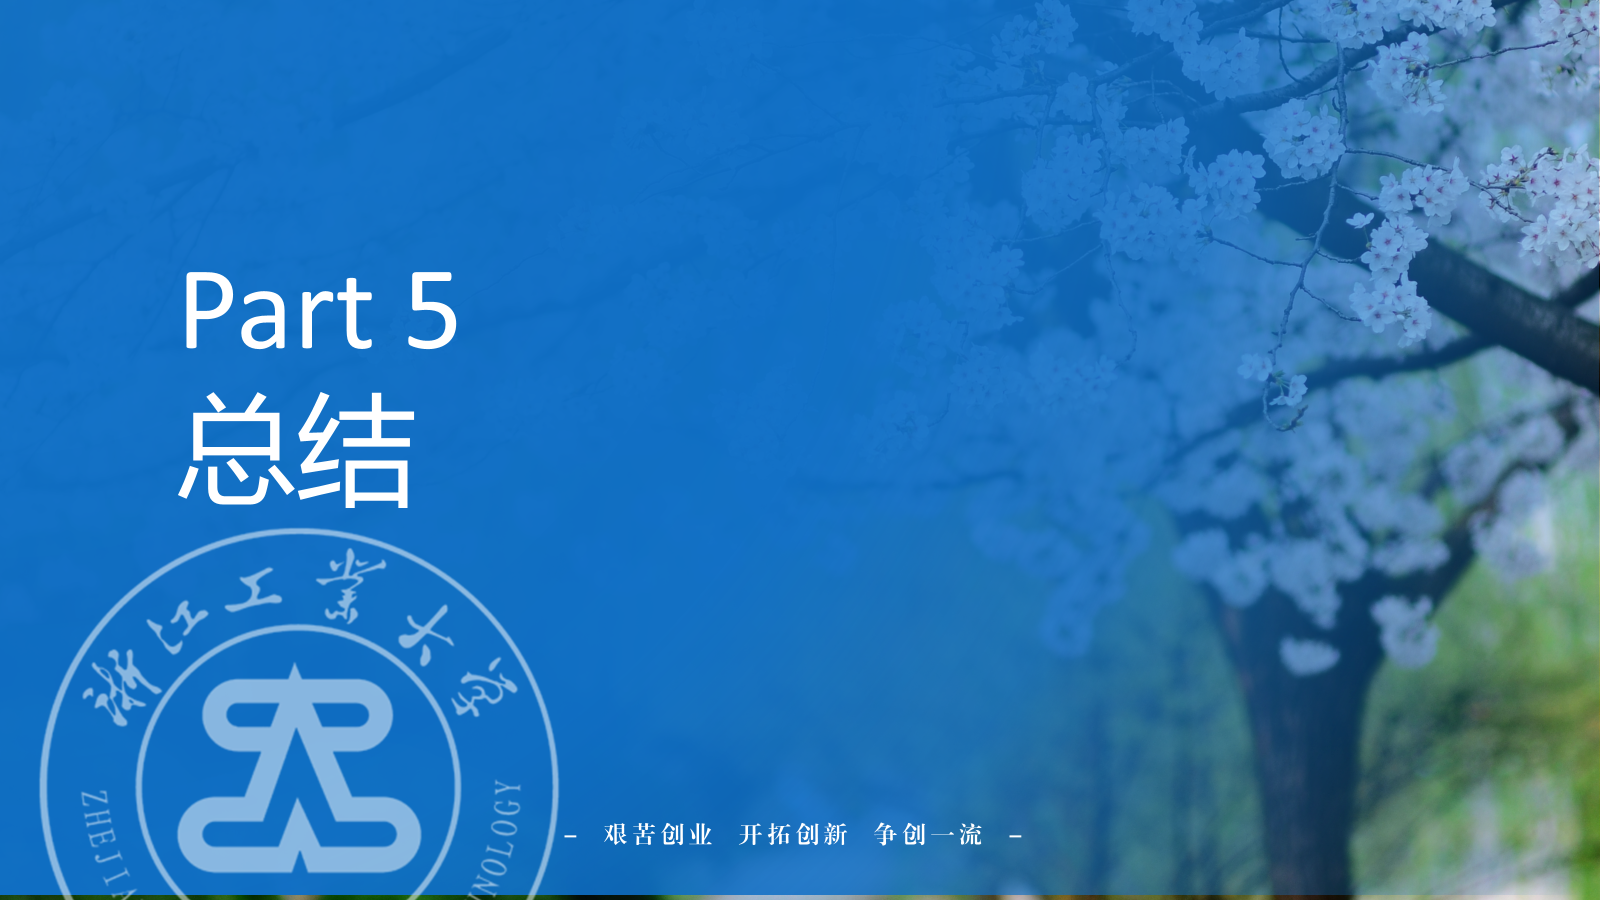 Part 5
总结
浙江工业大学
ZHEJIA
NOLOGY
– 艰苦创业 开拓创新 争创一流 –